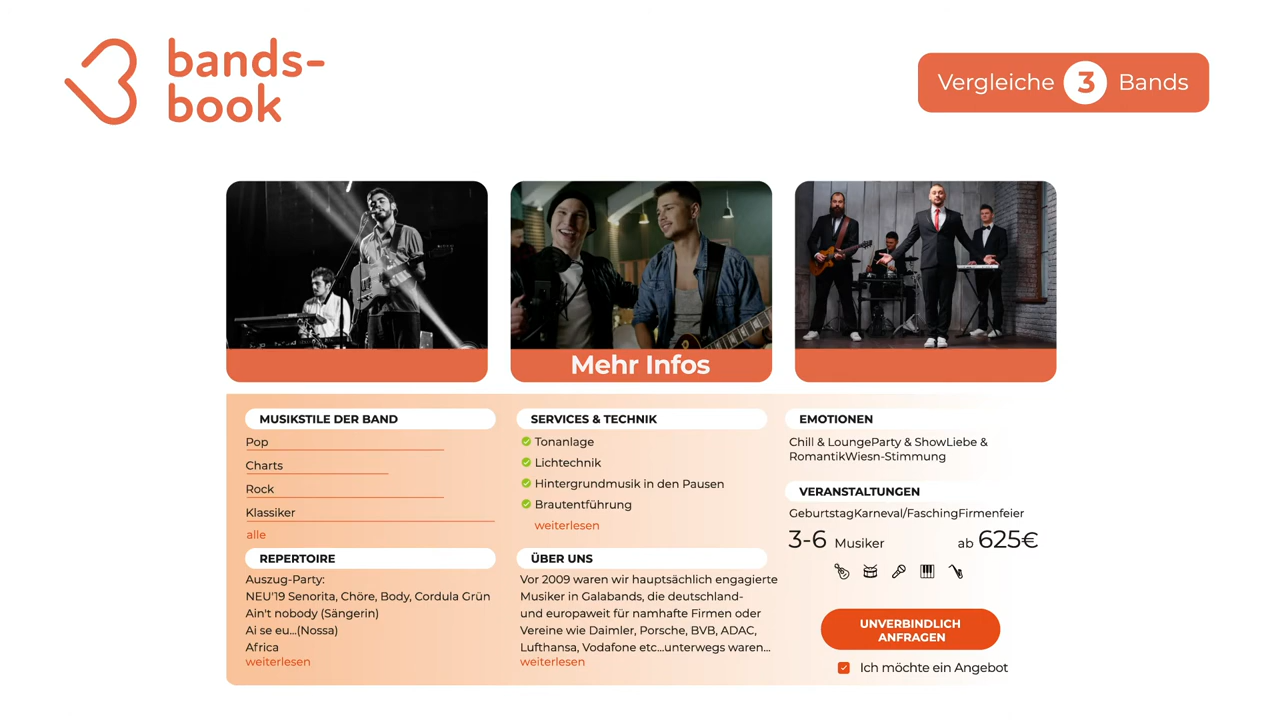 bands-
book
Vergleiche 3 Bands
Mehr Infos
MUSIKSTILE DER BAND
Pop
Charts
Rock
Klassiker
alle
REPERTOIRE
Auszug-Party:
NEU'19 Senorita, Chöre, Body, Cordula Grün
Ain't nobody (Sängerin)
Ai se eu...(Nossa)
Africa
weiterlesen
SERVICES & TECHNIK
Tonanlage
Lichtechnik
Hintergrundmusik in den Pausen
Brautentführung
weiterlesen
ÜBER UNS
Vor 2009 waren wir hauptsächlich engagierte
Musiker in Galabands, die deutschland-
und europaweit für namhafte Firmen oder
Vereine wie Daimler, Porsche, BVB, ADAC,
Lufthansa, Vodafone etc...unterwegs waren...
weiterlesen
EMOTIONEN
Chill & LoungeParty & ShowLiebe &
RomantikWiesn-Stimmung
VERANSTALTUNGEN
GeburtstagKarneval/FaschingFirmenfeier
3-6 Musiker ab 625€
UNVERBINDLICH
ANFRAGEN
Ich möchte ein Angebot